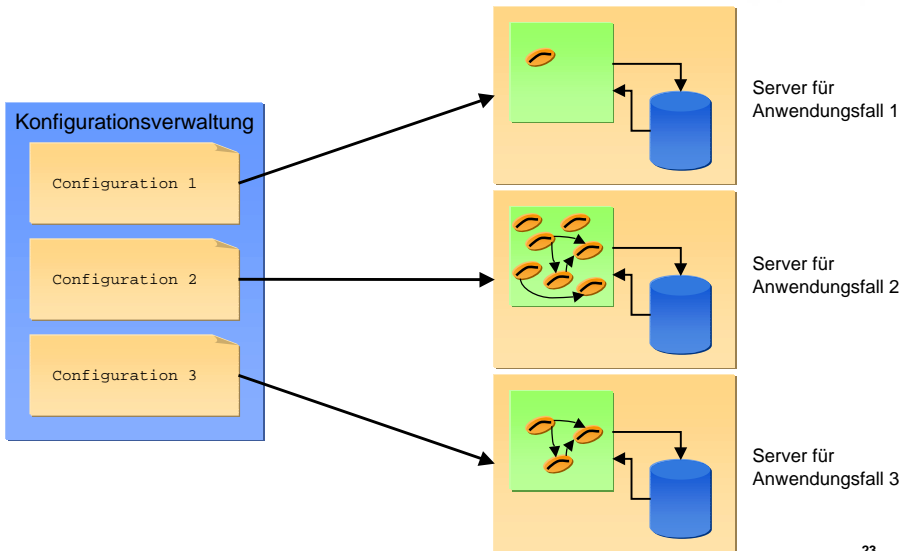 Konfigurationsverwaltung
Configuration 1
Configuration 2
Configuration 3
Server für
Anwendungsfall 1
Server für
Anwendungsfall 2
Server für
Anwendungsfall 3
23